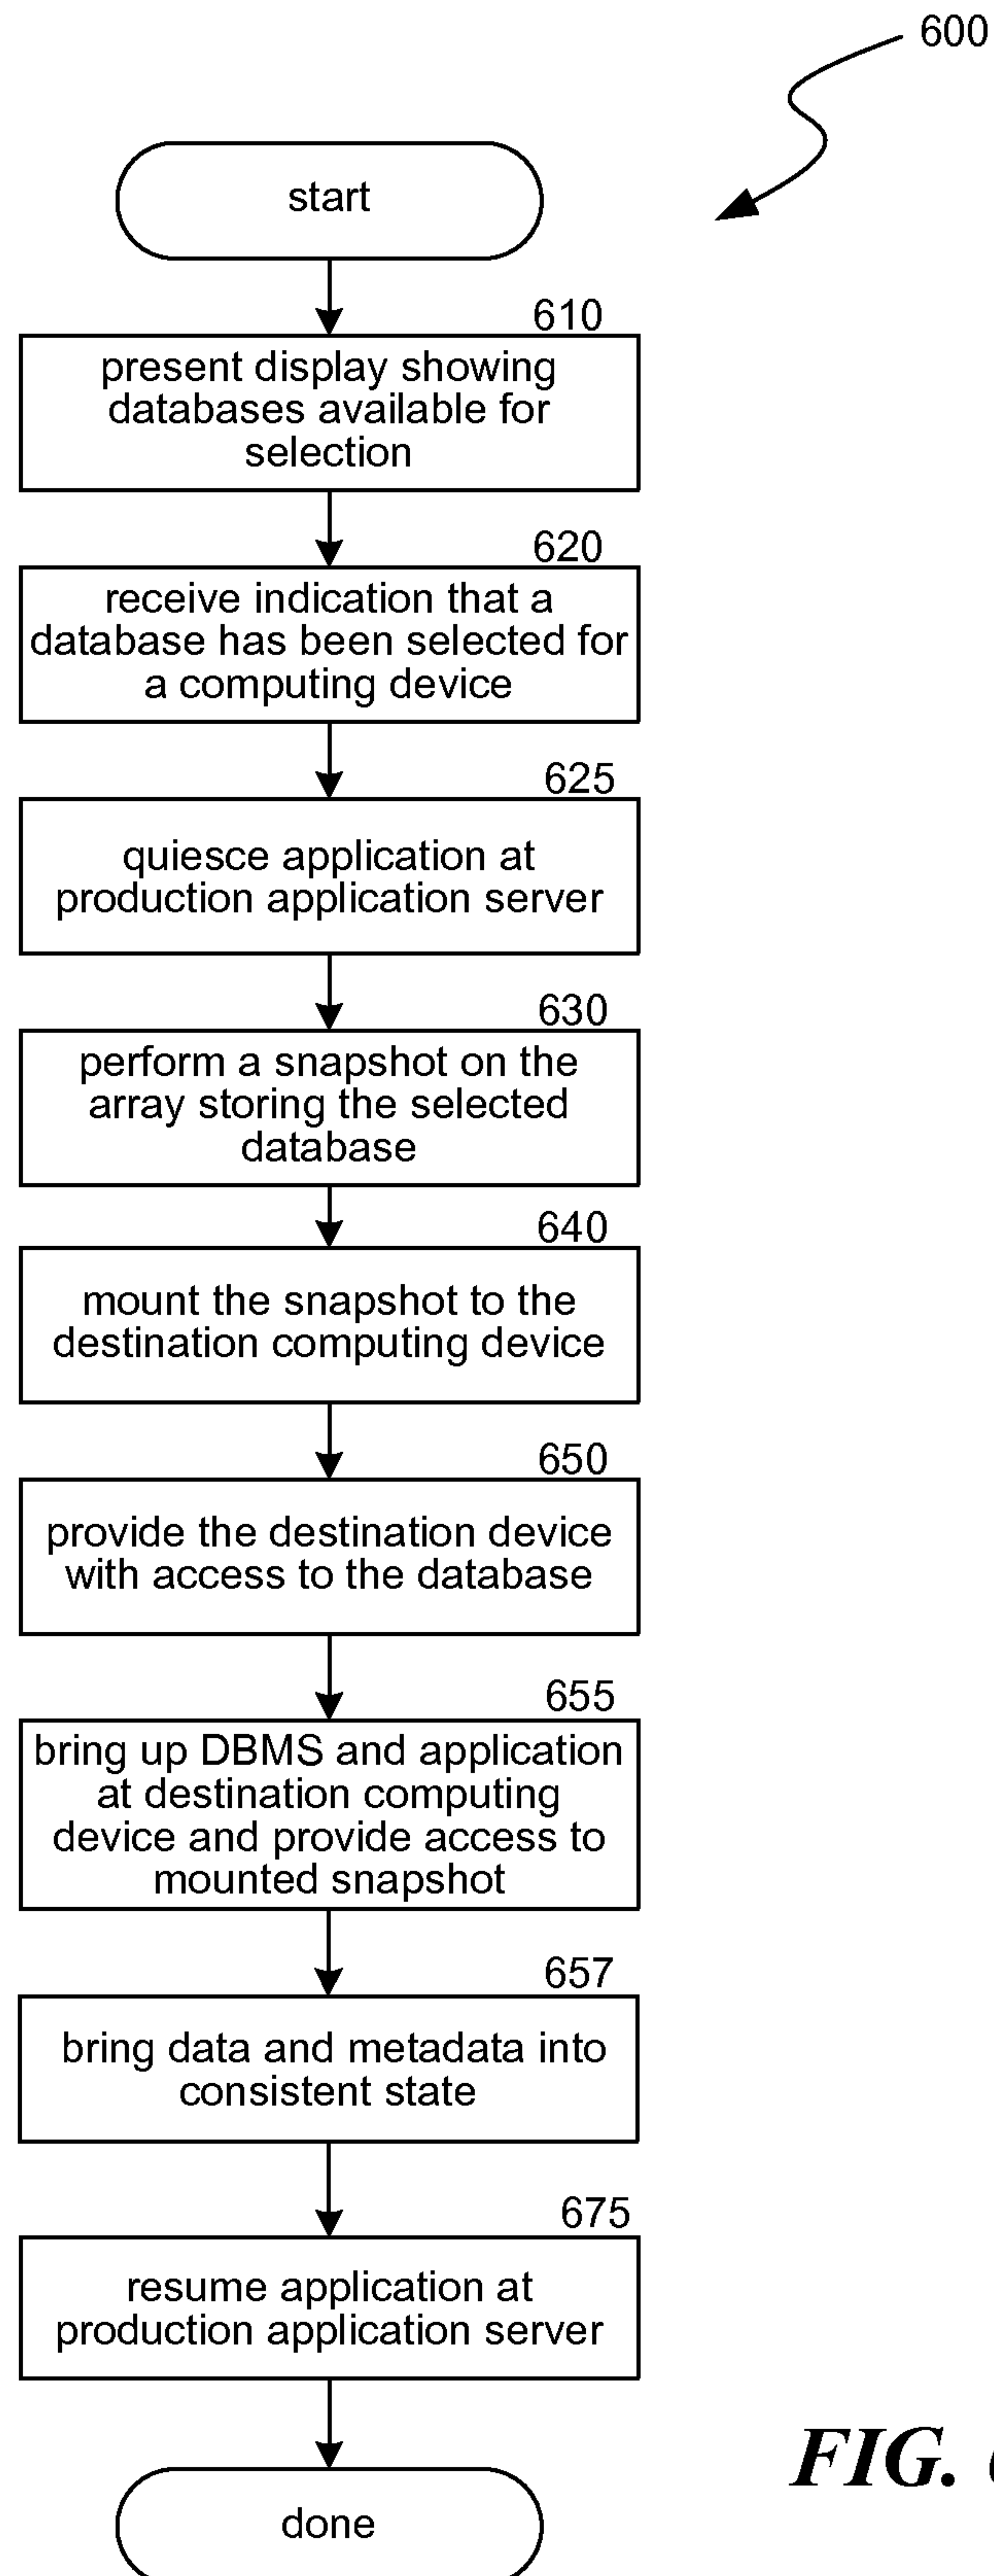 600
start
610
present display showing
databases available for
selection
620
receive indication that a
database has been selected for
a computing device
625
quiesce application at
production application server
630
perform a snapshot on the
array storing the selected
database
640
mount the snapshot to the
destination computing device
650
provide the destination device
with access to the database
655
bring up DBMS and application
at destination computing
device and provide access to
mounted snapshot
657
bring data and metadata into
consistent state
675
resume application at
production application server
done
FIG.